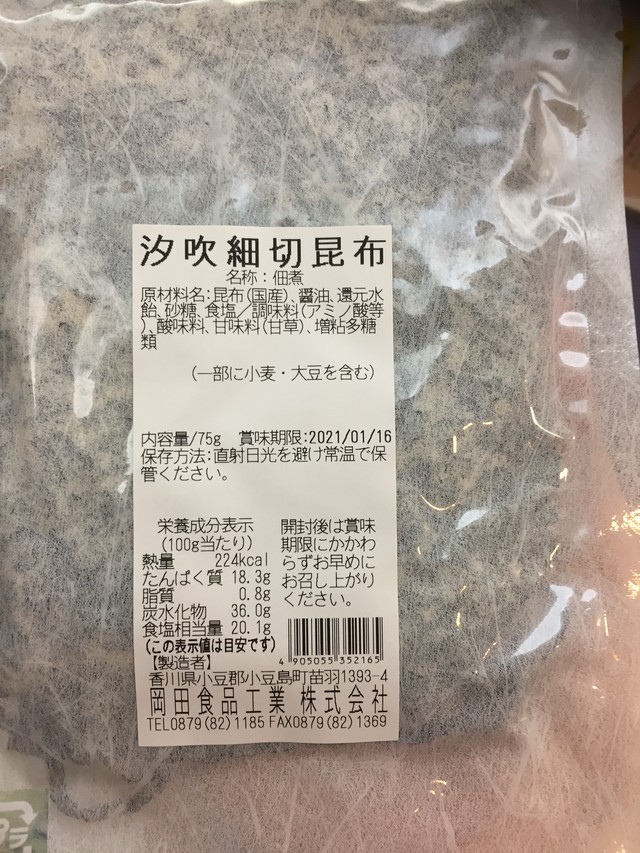 汐吹細切昆布
名称：佃煮
原材料名：昆布(国産)、醤油、還元水
飴、砂糖、食塩／調味料(アミノ酸等
)、酸味料、甘味料(甘草)、増粘多糖
類
(一部に小麦・大豆を含む)
内容量/75g 賞味期限:2021/01/16
保存方法:直射日光を避け常温で保
管ください。
栄養成分表示
(100g当たり)
熱量 224kcal
たんぱく質 18.3g
脂質 0.8g
炭水化物 36.0g
食塩相当量 20.1g
(この表示値は目安です)
開封後は賞味
期限にかかわ
らずお早めに
お召し上がり
ください。
4 905055 352165
【製造者】
香川県小豆郡小豆島町苗羽1393-4
岡田食品工業 株式会社
TEL0879(82)1185 FAX0879(82)1369
プラ